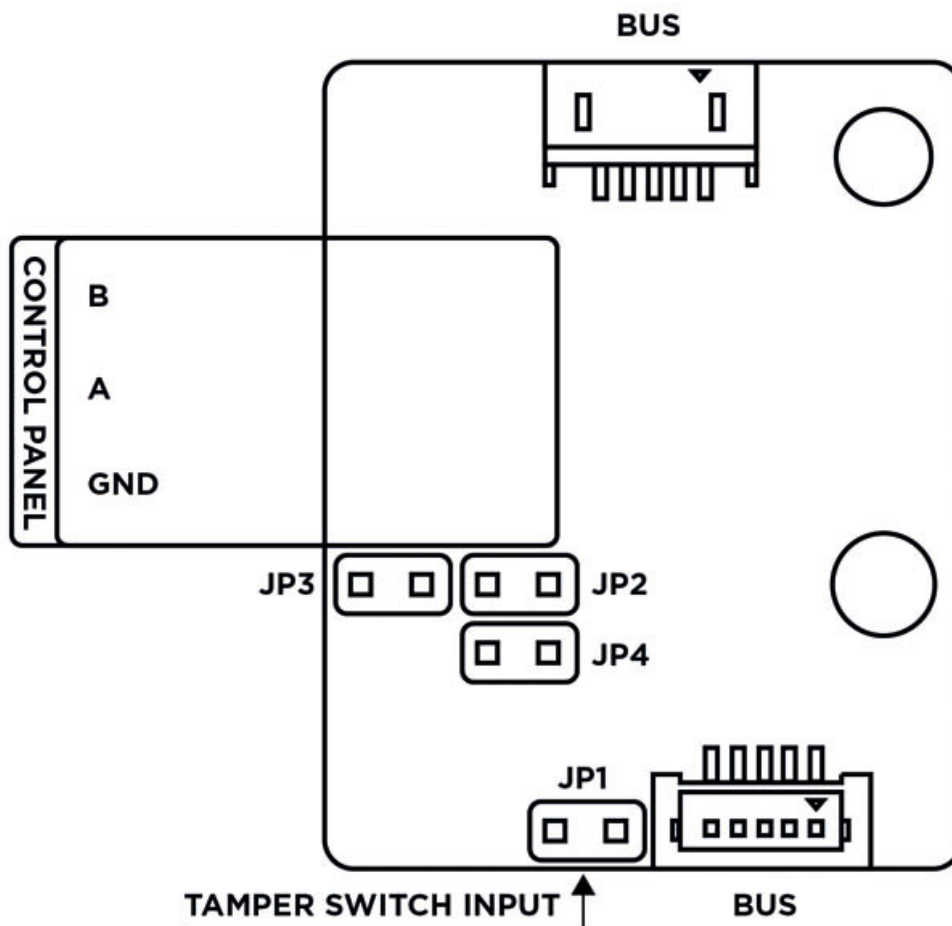 BUS
CONTROL PANEL
B
A
GND
JP3
JP2
JP4
JP1
TAMPER SWITCH INPUT
BUS